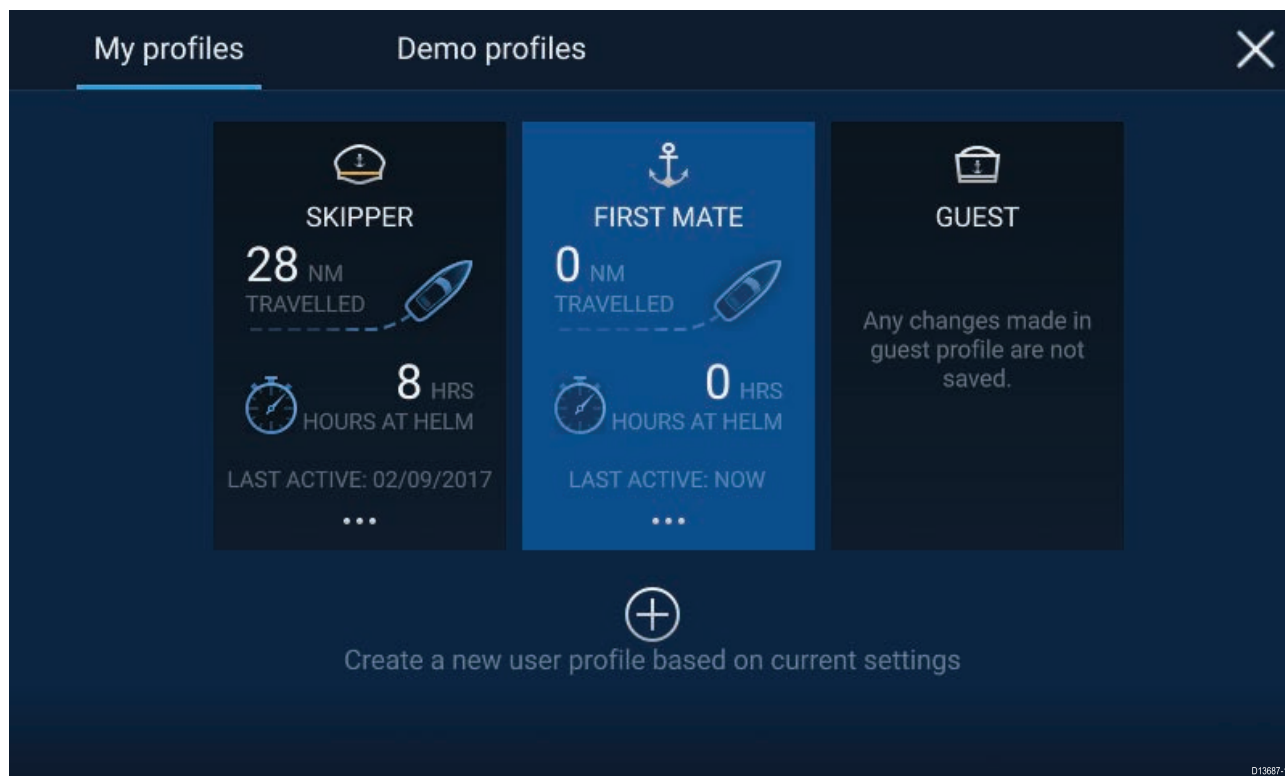 My profiles
Demo profiles
SKIPPER
28 NM
TRAVELLED
8 HRS
HOURS AT HELM
LAST ACTIVE: 02/09/2017
FIRST MATE
0 NM
TRAVELLED
0 HRS
HOURS AT HELM
LAST ACTIVE: NOW
GUEST
Any changes made in
guest profile are not
saved.
Create a new user profile based on current settings